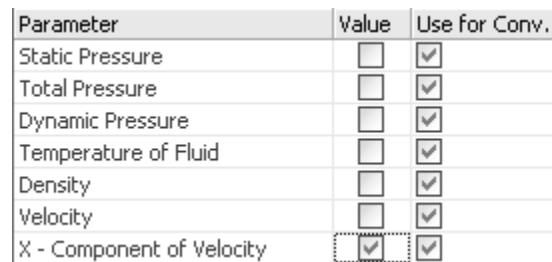 Parameter Value Use for Conv.
Static Pressure
Total Pressure
Dynamic Pressure
Temperature of Fluid
Density
Velocity
X - Component of Velocity